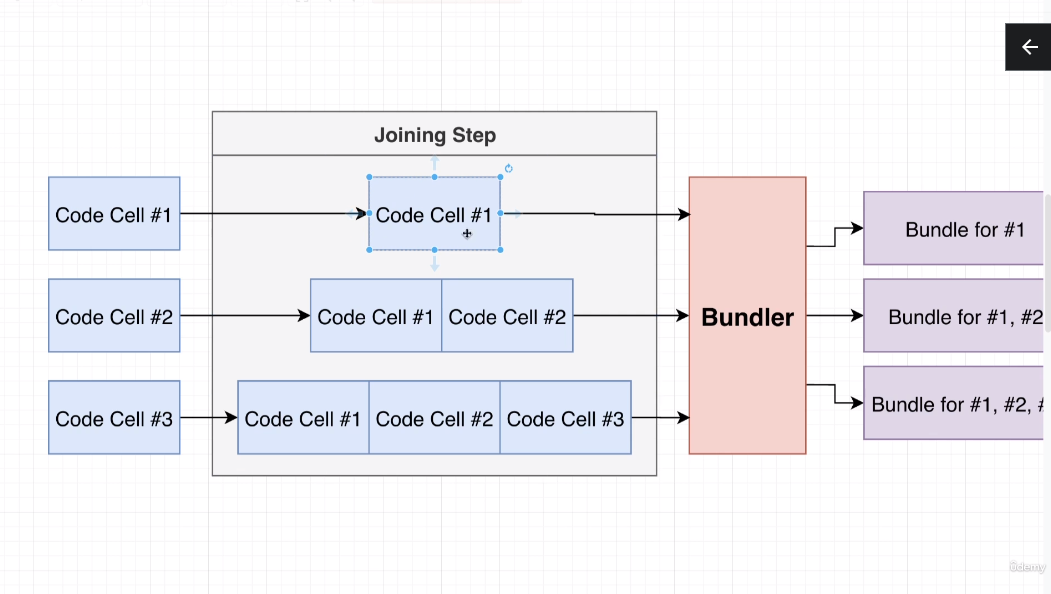 Joining Step
Code Cell #1
Code Cell #1
Bundle for #1
Code Cell #2
Code Cell #1
Code Cell #2
Bundler
Bundle for #1, #2
Code Cell #3
Code Cell #1
Code Cell #2
Code Cell #3
Bundle for #1, #2,
ûdemy